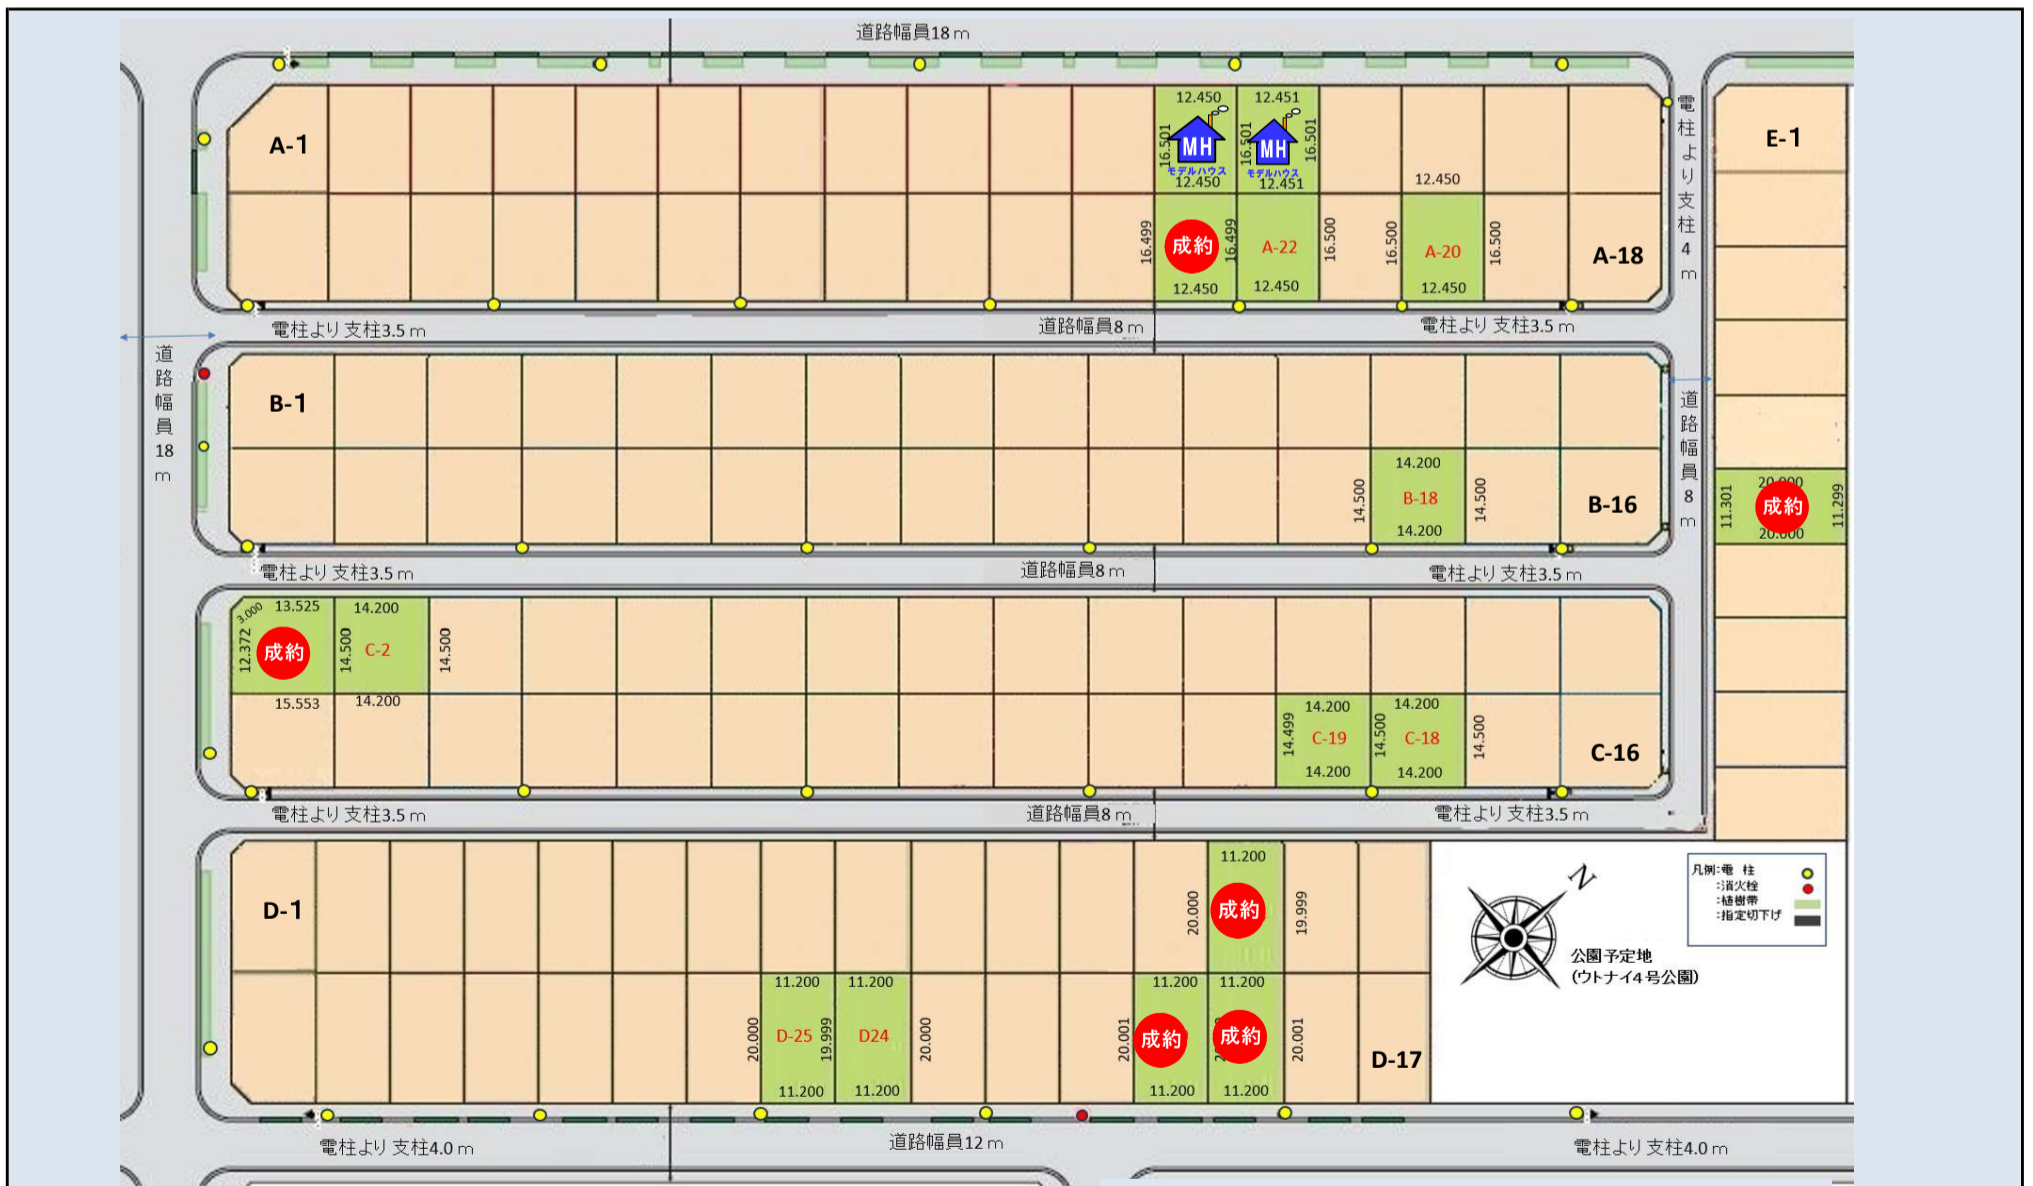 道路幅員18ｍ
12.450
12.451
16.501
MH
モデルハウス
12.450
16.501
MH
モデルハウス
12.451
16.501
A-1
12.450
16.499
成約
12.450
16.499
A-22
12.450
16.500
16.500
A-20
12.450
16.500
A-18
電柱より支柱4ｍ
E-1
電柱より 支柱3.5ｍ
道路幅員8ｍ
電柱より 支柱3.5ｍ
道路幅員18ｍ
B-1
14.200
14.500
B-18
14.200
14.500
B-16
道路幅員8ｍ
20.000
11.301
成約
11.299
20.000
電柱より 支柱3.5ｍ
道路幅員8ｍ
電柱より 支柱3.5ｍ
3.000
13.525
14.200
12.372
成約
14.500
C-2
14.500
15.553
14.200
14.200
14.200
14.499
C-19
14.500
C-18
14.500
14.200
14.200
C-16
電柱より 支柱3.5ｍ
道路幅員8ｍ
電柱より 支柱3.5ｍ
D-1
11.200
20.000
成約
19.999
11.200
11.200
11.200
11.200
20.000
D-25
19.999
D24
20.000
20.001
成約
成約
20.001
11.200
11.200
11.200
11.200
D-17
N
公園予定地
(ウトナイ4号公園)
凡例:電 柱
:消火栓
:植樹帯
:指定切下げ
電柱より 支柱4.0ｍ
道路幅員12ｍ
電柱より 支柱4.0ｍ